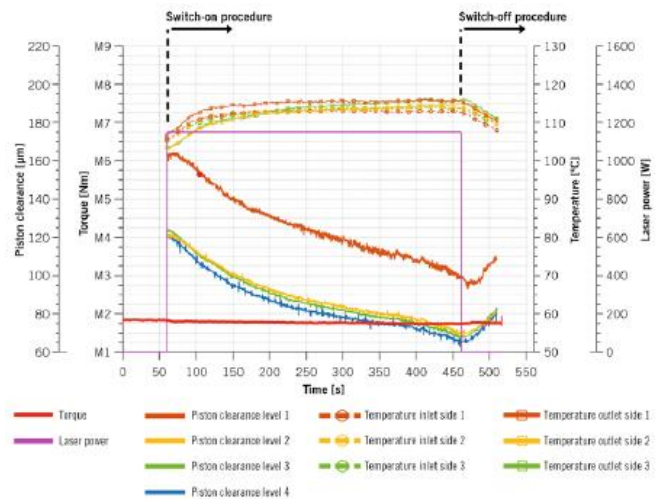 Switch-on procedure
Switch-off procedure
220 M9 130 1600
200 M8 120 1400
180 M7 110 1200
160 M6 100 1000
140 M5 90 800
120 M4 80 600
100 M3 70 400
80 M2 60 200
60 M1 50 0
Piston clearance [µm]
Torque [Nm]
Temperature [°C]
Laser power [W]
0 50 100 150 200 250 300 350 400 450 500 550
Time [s]
Torque
Piston clearance level 1
Temperature inlet side 1
Temperature outlet side 1
Laser power
Piston clearance level 2
Temperature inlet side 2
Temperature outlet side 2
Piston clearance level 3
Temperature inlet side 3
Temperature outlet side 3
Piston clearance level 4